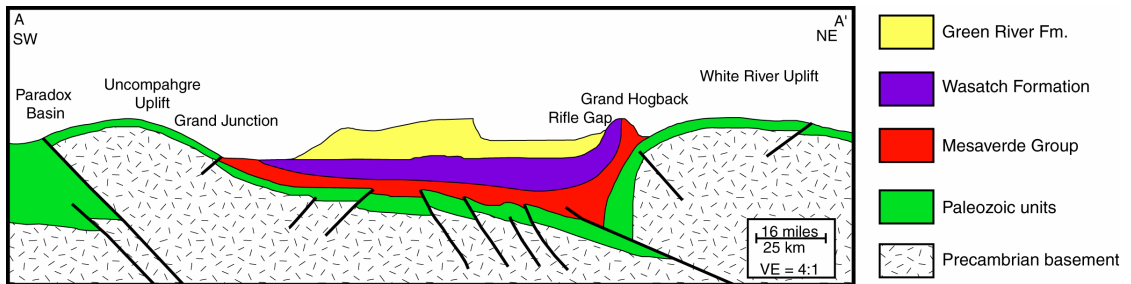 A
SW
A'
NE
Paradox
Basin
Uncompahgre
Uplift
Grand Junction
Grand Hogback
Rifle Gap
White River Uplift
16 miles
25 km
VE = 4:1
Green River Fm.
Wasatch Formation
Mesaverde Group
Paleozoic units
Precambrian basement